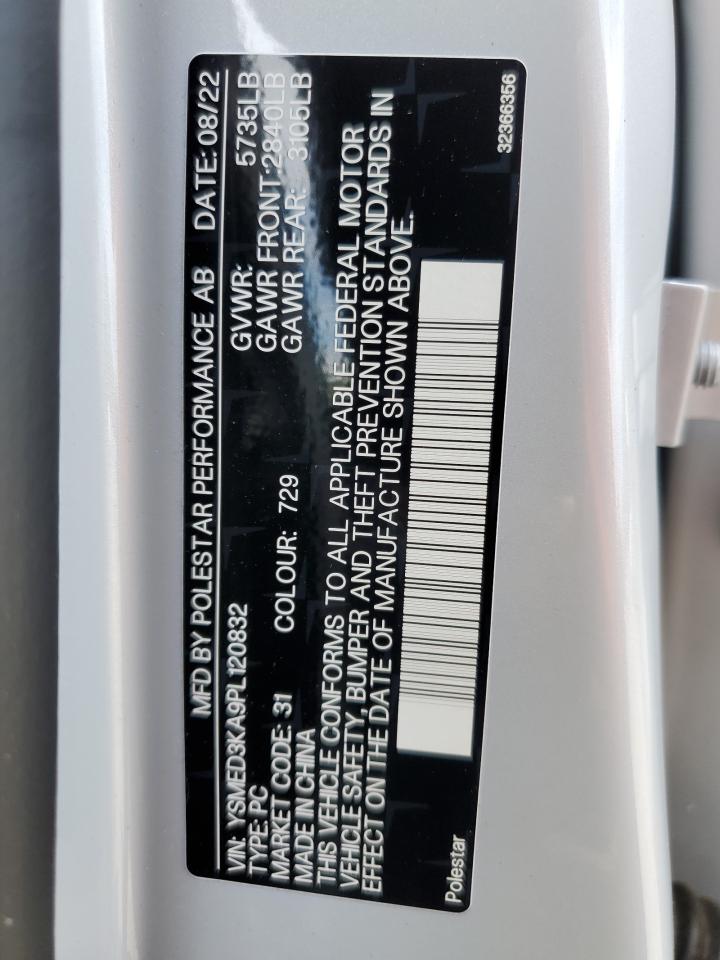 MFD BY POLESTAR PERFORMANCE AB DATE: 08/22
VIN: YSMED3KA9PL120832 GVWR: 5735LB
TYPE: PC GAWR FRONT: 2840LB
MARKET CODE: 31 COLOUR: 729 GAWR REAR: 3105LB
MADE IN CHINA
THIS VEHICLE CONFORMS TO ALL APPLICABLE FEDERAL MOTOR
VEHICLE SAFETY, BUMPER AND THEFT PREVENTION STANDARDS IN
EFFECT ON THE DATE OF MANUFACTURE SHOWN ABOVE.
Polestar 32366356